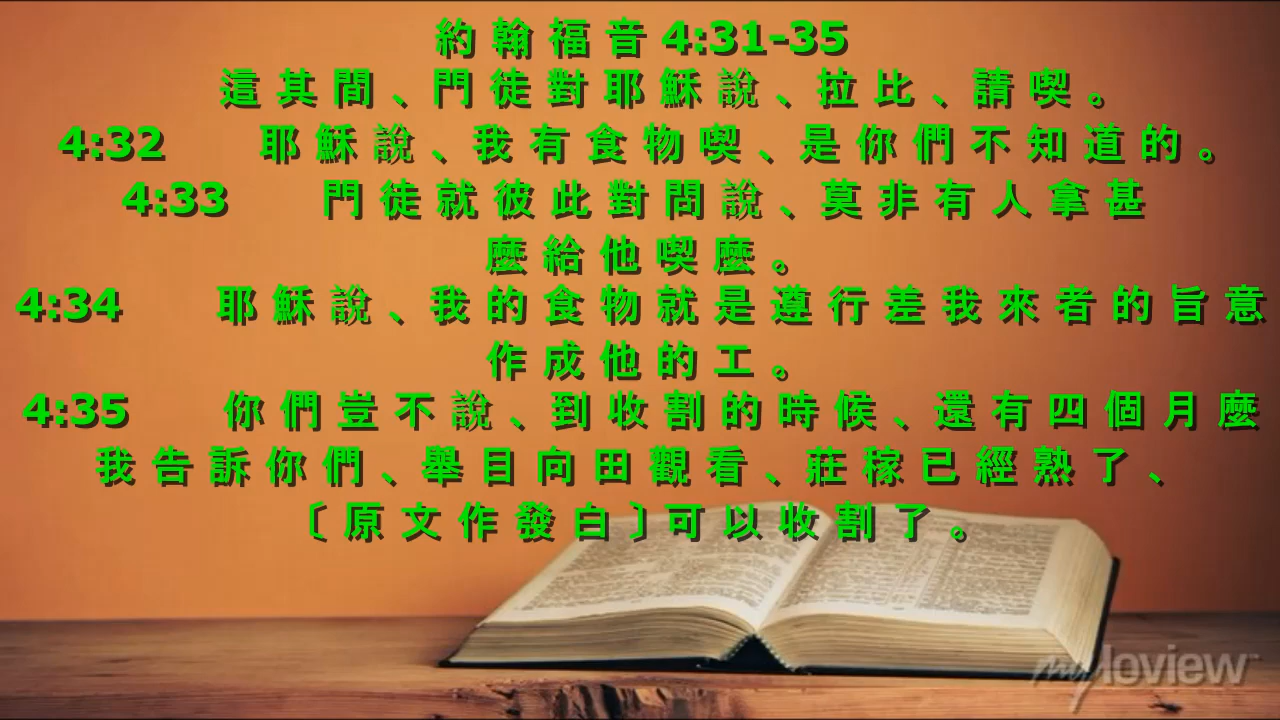 約 翰 福 音 4:31-35
這 其 間 、門 徒 對 耶 穌 說 、拉 比 、請 喫 。
4:32 耶 穌 說 、我 有 食 物 喫 、是 你 們 不 知 道 的 。
4:33 門 徒 就 彼 此 對 問 說 、莫 非 有 人 拿 甚
麼 給 他 喫 麼 。
4:34 耶 穌 說 、我 的 食 物 就 是 遵 行 差 我 來 者 的 旨 意
作 成 他 的 工 。
4:35 你 們 豈 不 說 、到 收 割 的 時 候 、還 有 四 個 月 麼
我 告 訴 你 們 、舉 目 向 田 觀 看 、莊 稼 已 經 熟 了 、
〔 原 文 作 發 白 〕可 以 收 割 了 。
myloview